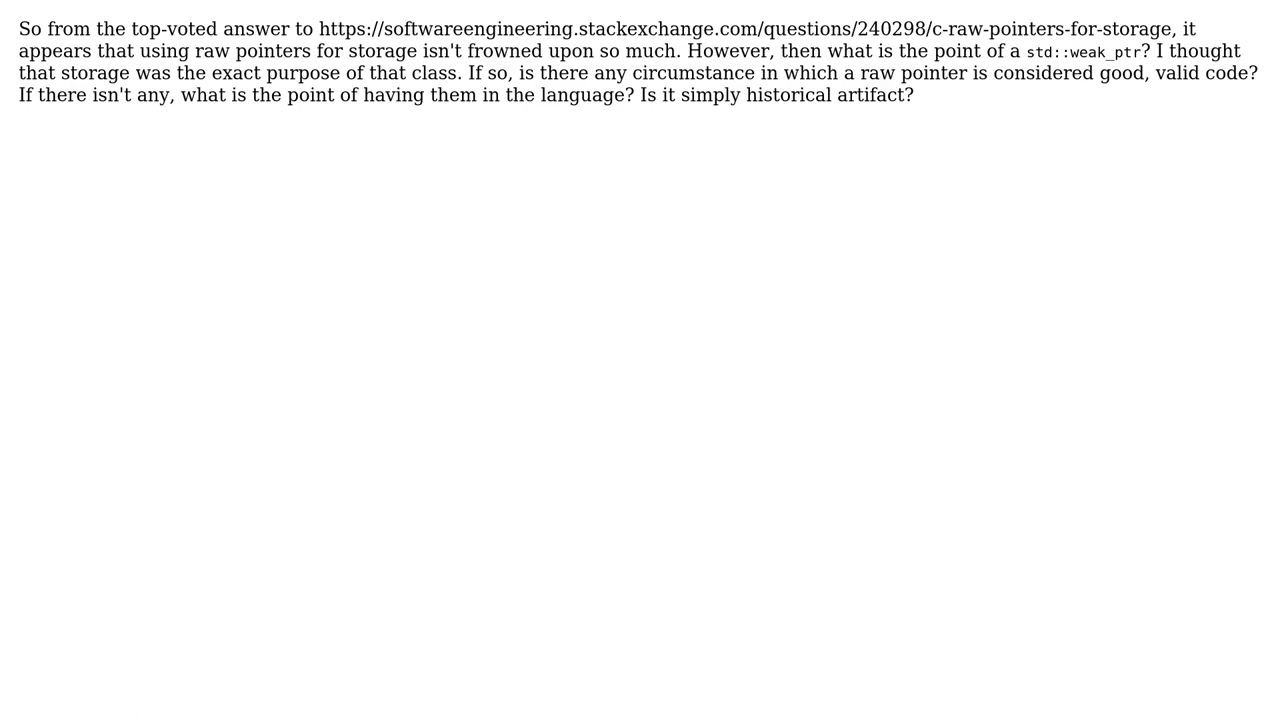 So from the top-voted answer to https://softwareengineering.stackexchange.com/questions/240298/c-raw-pointers-for-storage, it
appears that using raw pointers for storage isn't frowned upon so much. However, then what is the point of a std::weak_ptr? I thought
that storage was the exact purpose of that class. If so, is there any circumstance in which a raw pointer is considered good, valid code?
If there isn't any, what is the point of having them in the language? Is it simply historical artifact?